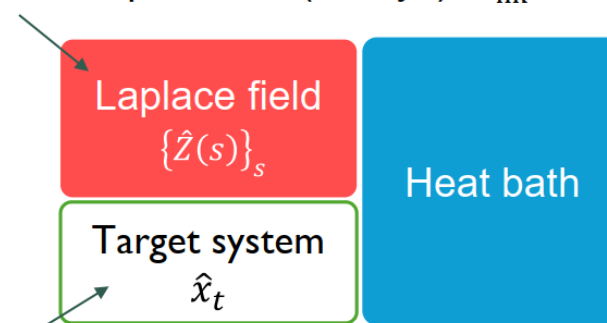 Laplace field
{Ẑ(s)}ₛ
Target system
x̂ₜ
Heat bath